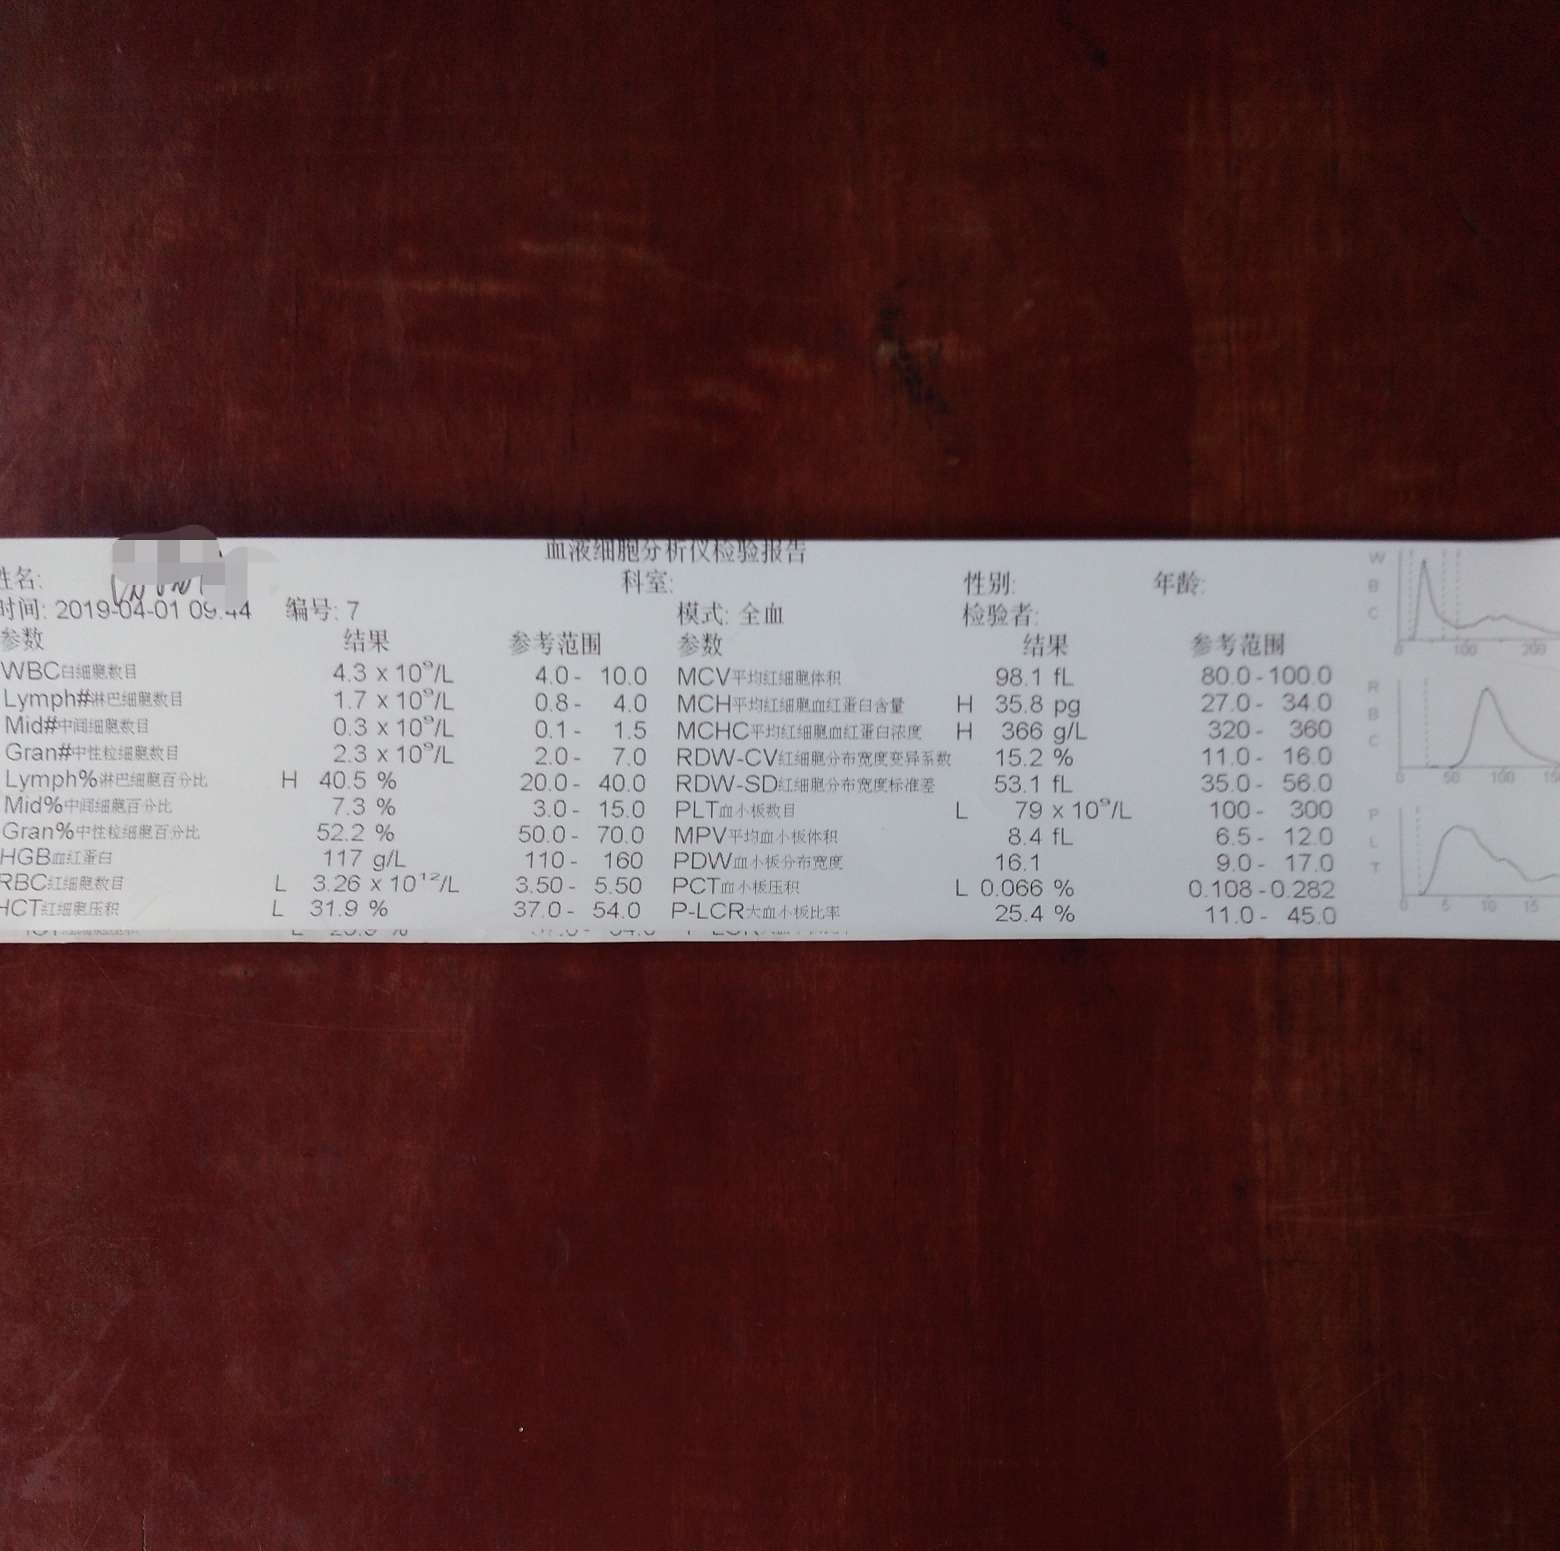 血液细胞分析仪检验报告
姓名: 科室: 性别: 年龄:
时间: 2019-04-01 09:44 编号: 7 模式: 全血 检验者:
参数 结果 参考范围 参数 结果 参考范围
WBC白细胞数目 4.3 x 10⁹/L 4.0 - 10.0 MCV平均红细胞体积 98.1 fL 80.0 - 100.0
Lymph#淋巴细胞数目 1.7 x 10⁹/L 0.8 - 4.0 MCH平均红细胞血红蛋白含量 H 35.8 pg 27.0 - 34.0
Mid#中间细胞数目 0.3 x 10⁹/L 0.1 - 1.5 MCHC平均红细胞血红蛋白浓度 H 366 g/L 320 - 360
Gran#中性粒细胞数目 2.3 x 10⁹/L 2.0 - 7.0 RDW-CV红细胞分布宽度变异系数 15.2 % 11.0 - 16.0
Lymph%淋巴细胞百分比 H 40.5 % 20.0 - 40.0 RDW-SD红细胞分布宽度标准差 53.1 fL 35.0 - 56.0
Mid%中间细胞百分比 7.3 % 3.0 - 15.0 PLT血小板数目 L 79 x 10⁹/L 100 - 300
Gran%中性粒细胞百分比 52.2 % 50.0 - 70.0 MPV平均血小板体积 8.4 fL 6.5 - 12.0
HGB血红蛋白 117 g/L 110 - 160 PDW血小板分布宽度 16.1 9.0 - 17.0
RBC红细胞数目 L 3.26 x 10¹²/L 3.50 - 5.50 PCT血小板压积 L 0.066 % 0.108 - 0.282
HCT红细胞压积 L 31.9 % 37.0 - 54.0 P-LCR大血小板比率 25.4 % 11.0 - 45.0
WBC
100 200
RBC
0 50 100 15
PLT
0 5 10 15